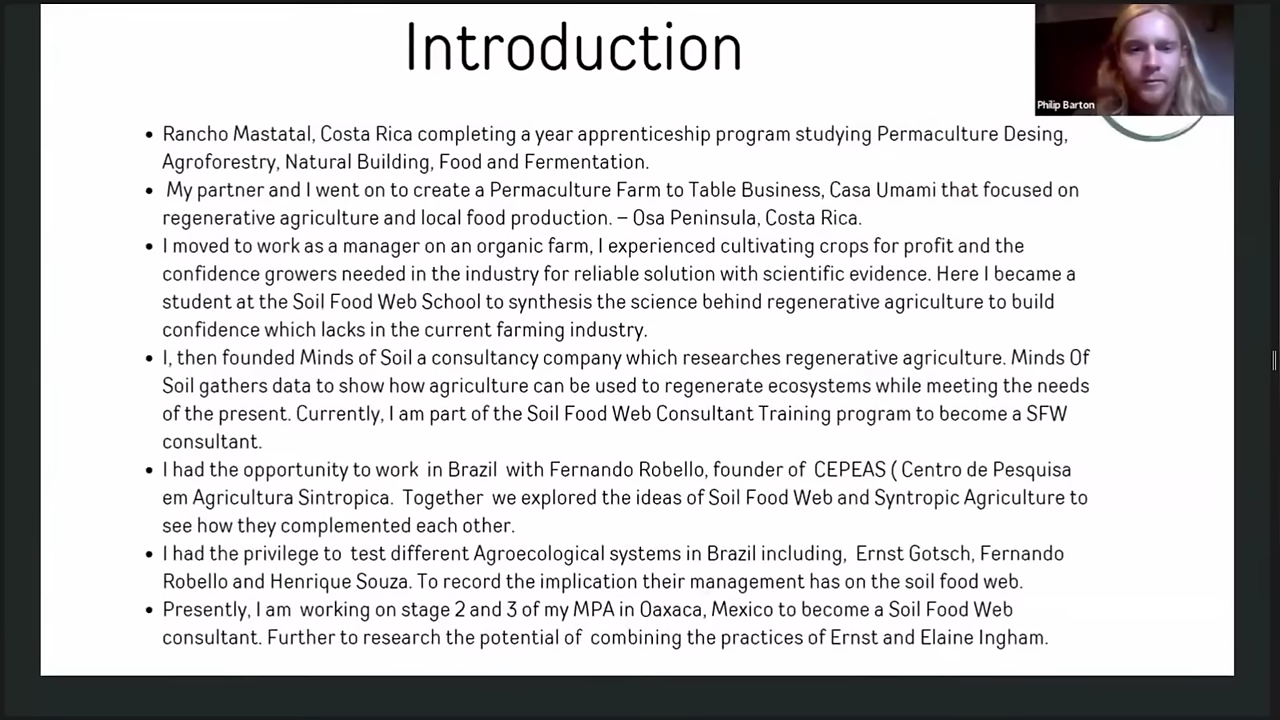 Introduction
Philip Barton
• Rancho Mastatal, Costa Rica completing a year apprenticeship program studying Permaculture Desing,
Agroforestry, Natural Building, Food and Fermentation.
• My partner and I went on to create a Permaculture Farm to Table Business, Casa Umami that focused on
regenerative agriculture and local food production. – Osa Peninsula, Costa Rica.
• I moved to work as a manager on an organic farm, I experienced cultivating crops for profit and the
confidence growers needed in the industry for reliable solution with scientific evidence. Here I became a
student at the Soil Food Web School to synthesis the science behind regenerative agriculture to build
confidence which lacks in the current farming industry.
• I, then founded Minds of Soil a consultancy company which researches regenerative agriculture. Minds Of
Soil gathers data to show how agriculture can be used to regenerate ecosystems while meeting the needs
of the present. Currently, I am part of the Soil Food Web Consultant Training program to become a SFW
consultant.
• I had the opportunity to work in Brazil with Fernando Robello, founder of CEPEAS ( Centro de Pesquisa
em Agricultura Sintropica. Together we explored the ideas of Soil Food Web and Syntropic Agriculture to
see how they complemented each other.
• I had the privilege to test different Agroecological systems in Brazil including, Ernst Gotsch, Fernando
Robello and Henrique Souza. To record the implication their management has on the soil food web.
• Presently, I am working on stage 2 and 3 of my MPA in Oaxaca, Mexico to become a Soil Food Web
consultant. Further to research the potential of combining the practices of Ernst and Elaine Ingham.